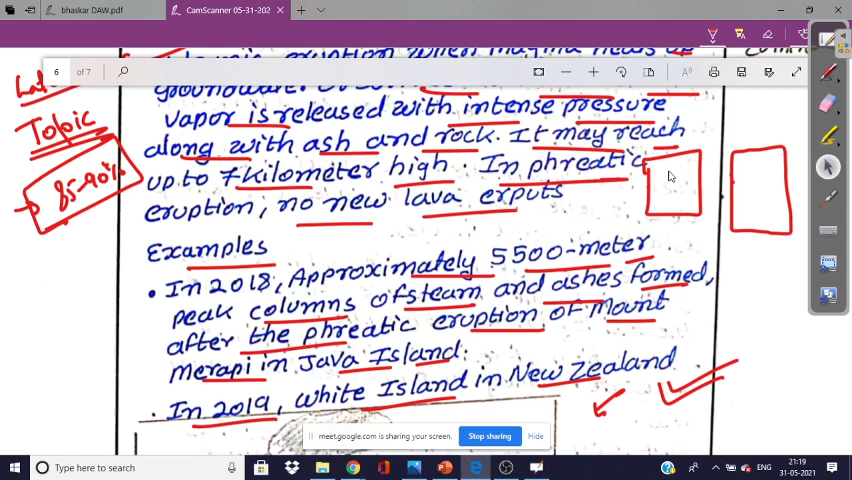 bhaskar DAW.pdf
CamScanner 05-31-202
6 of 7
groundwater.
vapor is released with intense pressure
along with ash and rock. It may reach
up to 7kilometer high. In phreatic
eruption, no new lava erputs
Topic
85-90%
Examples
• In 2018, Approximately 5500-meter
peak columns of steam and ashes formed,
after the phreatic eruption of Mount
Merapi in Java Island.
• In 2019, white Island in New Zealand
meet.google.com is sharing your screen.
Stop sharing
Hide
Type here to search
ENG
21:19
31-05-2021